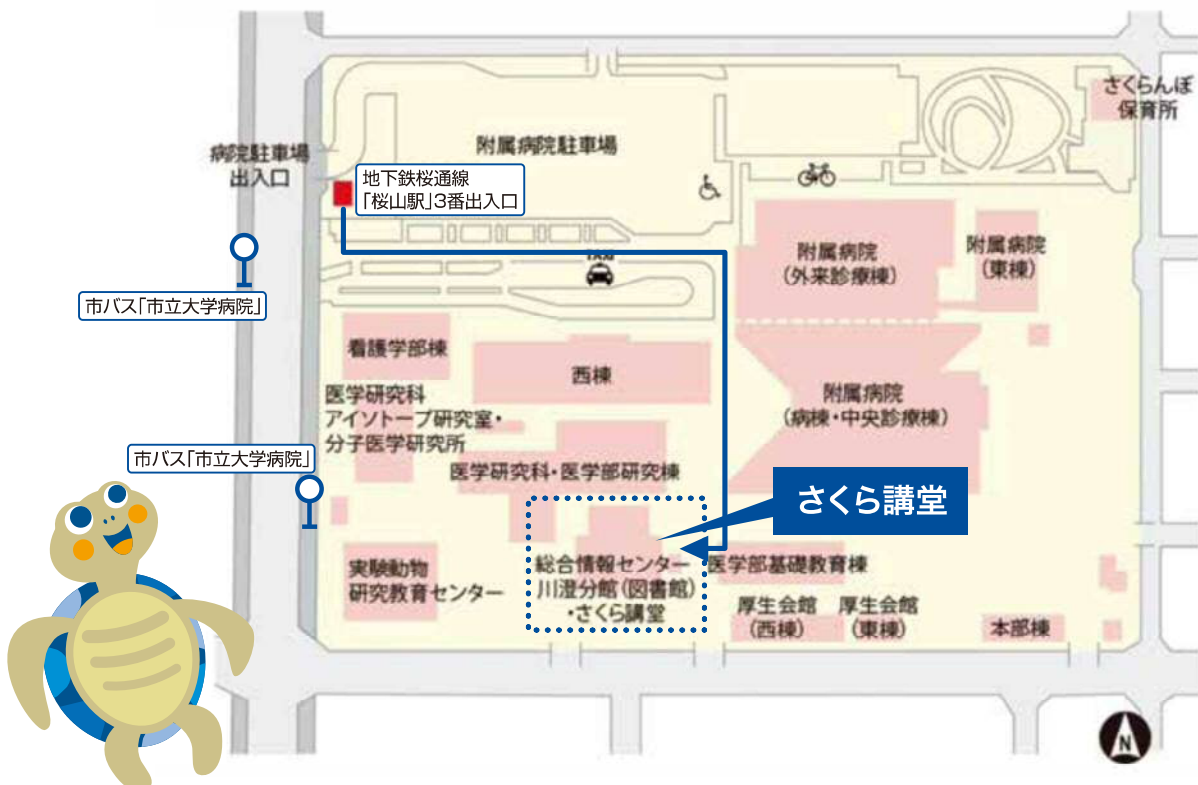 さくらんぼ
保育所
附属病院駐車場
病院駐車場
出入口
地下鉄桜通線
「桜山駅」3番出入口
附属病院
(外来診療棟)
附属病院
(東棟)
TAXI
市バス「市立大学病院」
看護学部棟
西棟
医学研究科
アイソトープ研究室・
分子医学研究所
附属病院
(病棟・中央診療棟)
市バス「市立大学病院」
医学研究科・医学部研究棟
さくら講堂
総合情報センター
川澄分館(図書館)
・さくら講堂
医学部基礎教育棟
実験動物
研究教育センター
厚生会館
(西棟)
厚生会館
(東棟)
本部棟
N